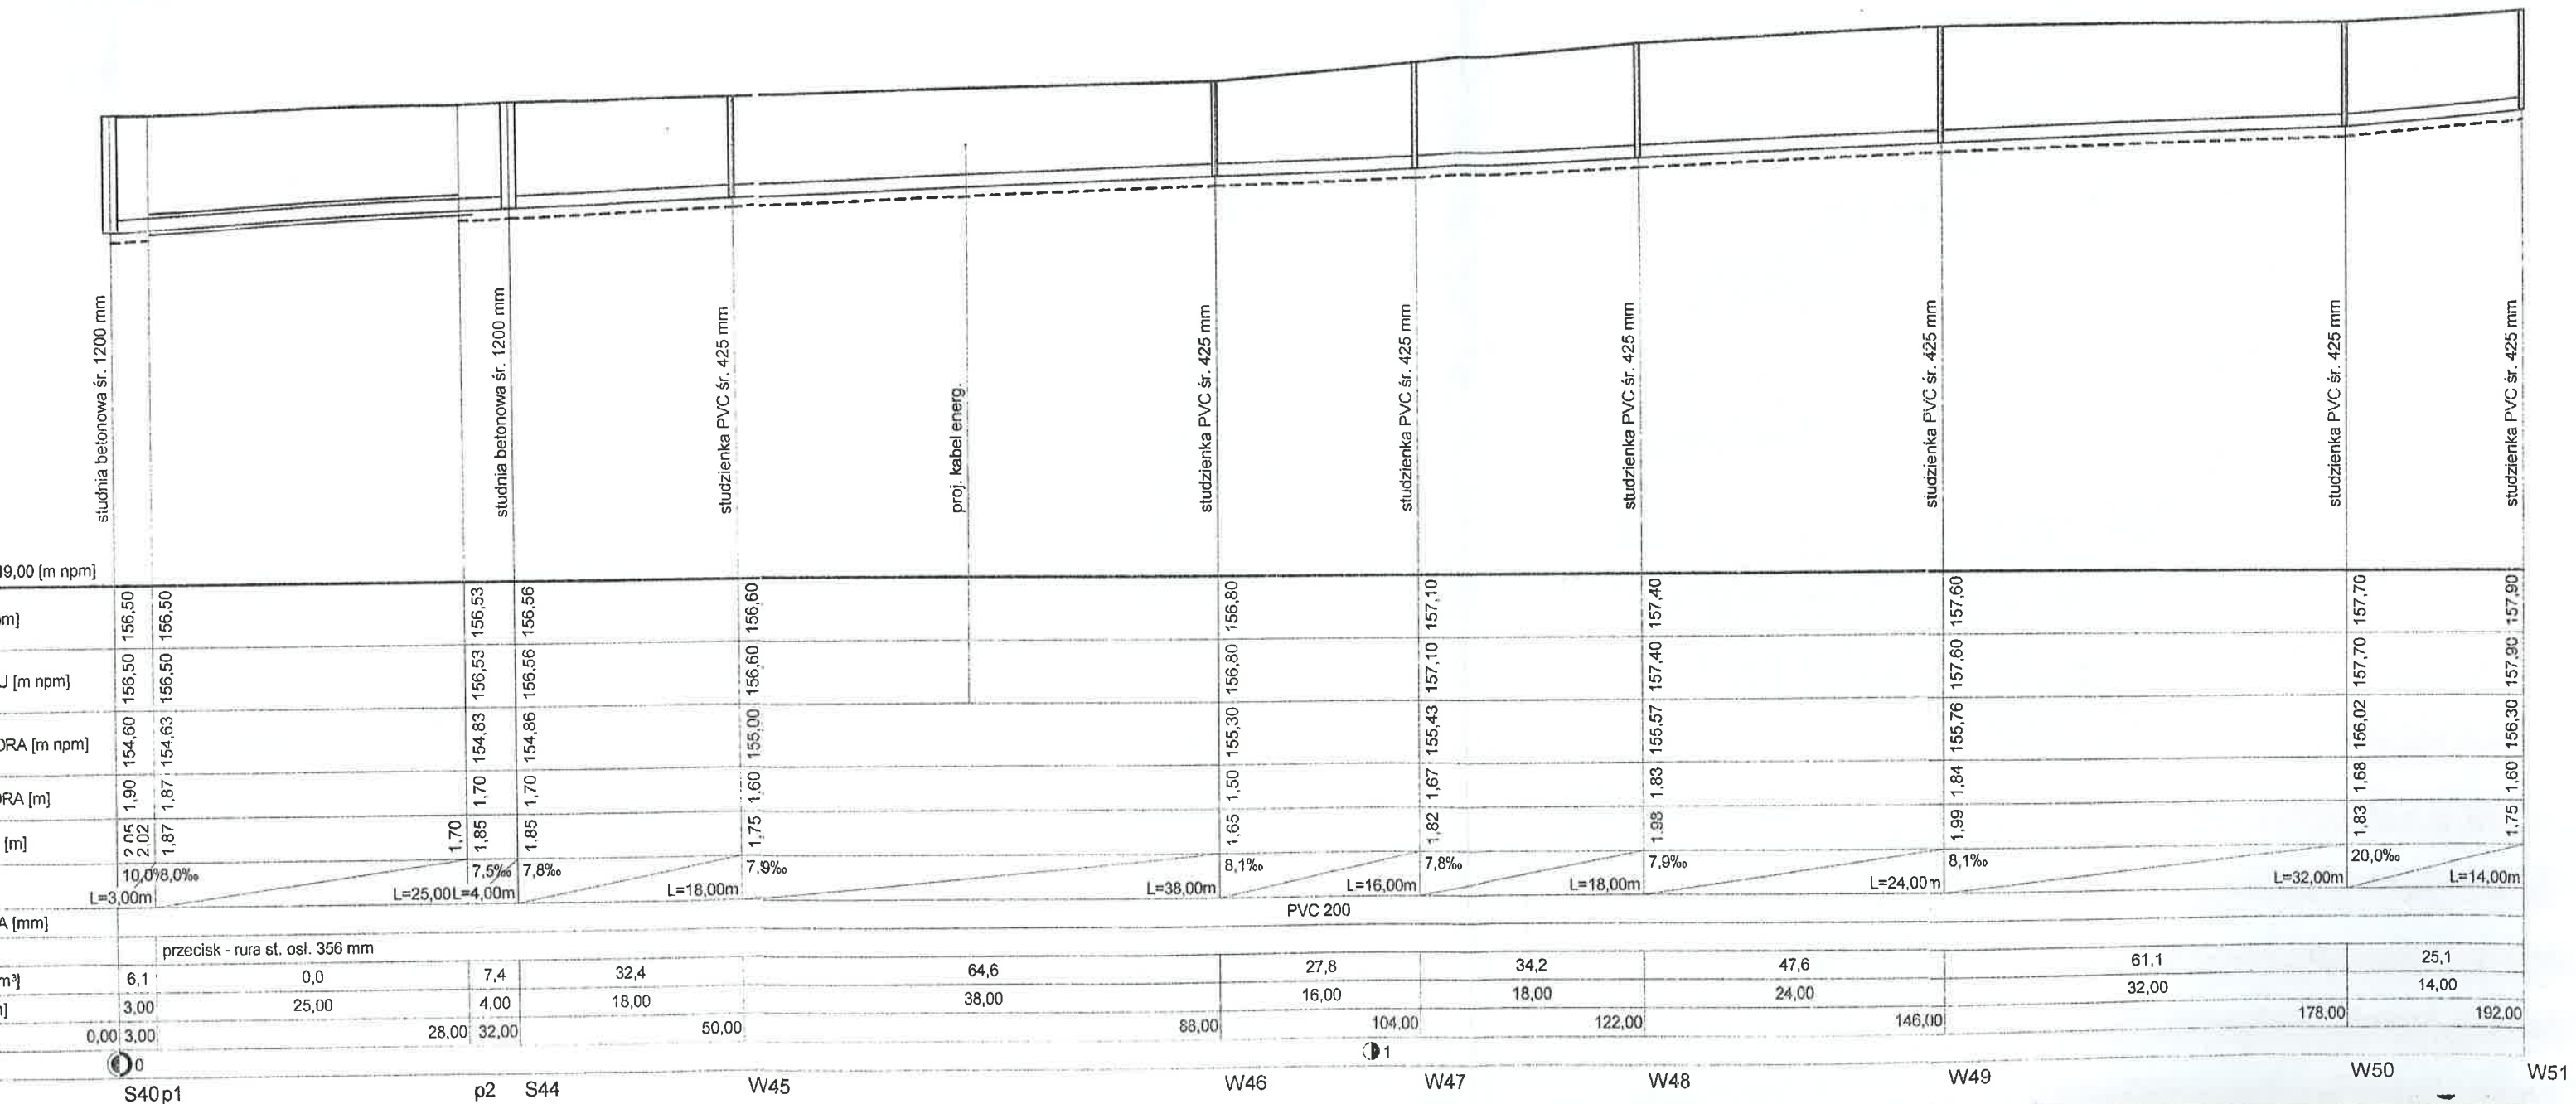 studnia betonowa śr. 1200 mm
studnia betonowa śr. 1200 mm
studzienka PVC śr. 425 mm
proj. kabel energ.
studzienka PVC śr. 425 mm
studzienka PVC śr. 425 mm
studzienka PVC śr. 425 mm
studzienka PVC śr. 425 mm
studzienka PVC śr. 425 mm
studzienka PVC śr. 425 mm
49,00 [m npm]
pm] 156,50 156,50 156,53 156,56 156,60 156,80 157,10 157,40 157,60 157,70 157,90
U [m npm] 156,50 156,50 156,53 156,56 156,60 156,80 157,10 157,40 157,60 157,70 157,90
ORA [m npm] 154,60 154,63 154,83 154,86 155,00 155,30 155,43 155,57 155,76 156,02 156,30
ORA [m] 1,90 1,87 1,70 1,70 1,60 1,50 1,67 1,83 1,84 1,68 1,60
[m] 2,05 2,02 1,87 1,70 1,85 1,85 1,75 1,65 1,82 1,98 1,99 1,83 1,75
10,0% 8,0‰ 7,5‰ 7,8‰ 7,9‰ 8,1‰ 7,8‰ 7,9‰ 8,1‰ 20,0‰
L=3,00m L=25,00 L=4,00m L=18,00m L=38,00m L=16,00m L=18,00m L=24,00m L=32,00m L=14,00m
A [mm] PVC 200
przecisk - rura st. osł. 356 mm
m³] 6,1 0,0 7,4 32,4 64,6 27,8 34,2 47,6 61,1 25,1
] 3,00 25,00 4,00 18,00 38,00 16,00 18,00 24,00 32,00 14,00
0,00 3,00 28,00 32,00 50,00 88,00 104,00 122,00 146,00 178,00 192,00
0 1
S40 p1 p2 S44 W45 W46 W47 W48 W49 W50 W51